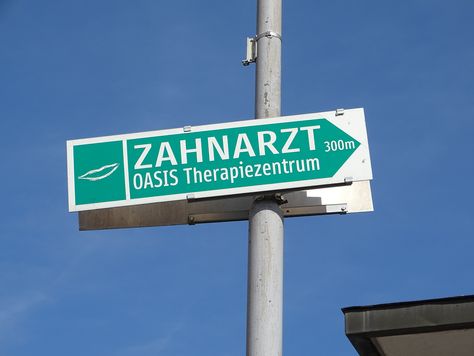 ZAHNARZT 300m
OASIS Therapiezentrum